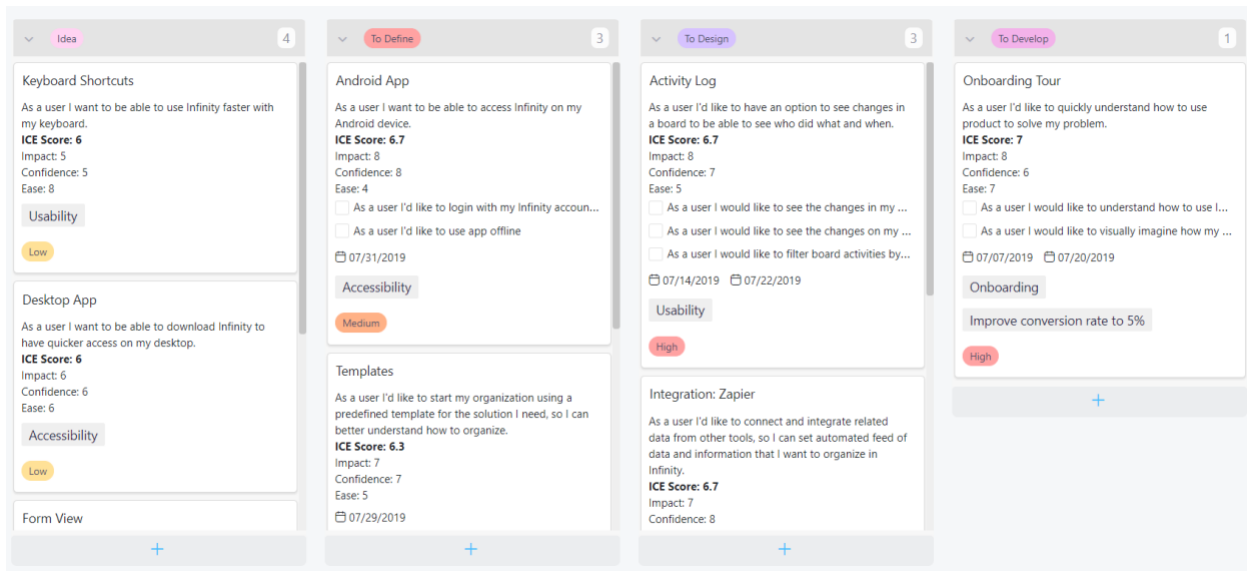 Idea
4
Keyboard Shortcuts
As a user I want to be able to use Infinity faster with
my keyboard.
ICE Score: 6
Impact: 5
Confidence: 5
Ease: 8
Usability
Low
Desktop App
As a user I want to be able to download Infinity to
have quicker access on my desktop.
ICE Score: 6
Impact: 6
Confidence: 6
Ease: 6
Accessibility
Low
Form View
+
To Define
3
Android App
As a user I want to be able to access Infinity on my
Android device.
ICE Score: 6.7
Impact: 8
Confidence: 8
Ease: 4
As a user I'd like to login with my Infinity accoun...
As a user I'd like to use app offline
07/31/2019
Accessibility
Medium
Templates
As a user I'd like to start my organization using a
predefined template for the solution I need, so I can
better understand how to organize.
ICE Score: 6.3
Impact: 7
Confidence: 7
Ease: 5
07/29/2019
+
To Design
3
Activity Log
As a user I'd like to have an option to see changes in
a board to be able to see who did what and when.
ICE Score: 6.7
Impact: 8
Confidence: 7
Ease: 5
As a user I would like to see the changes in my ...
As a user I would like to see the changes on my ...
As a user I would like to filter board activities by...
07/14/2019 07/22/2019
Usability
High
Integration: Zapier
As a user I'd like to connect and integrate related
data from other tools, so I can set automated feed of
data and information that I want to organize in
Infinity.
ICE Score: 6.7
Impact: 7
Confidence: 8
+
To Develop
1
Onboarding Tour
As a user I'd like to quickly understand how to use
product to solve my problem.
ICE Score: 7
Impact: 8
Confidence: 6
Ease: 7
As a user I would like to understand how to use I...
As a user I would like to visually imagine how my ...
07/07/2019 07/20/2019
Onboarding
Improve conversion rate to 5%
High
+